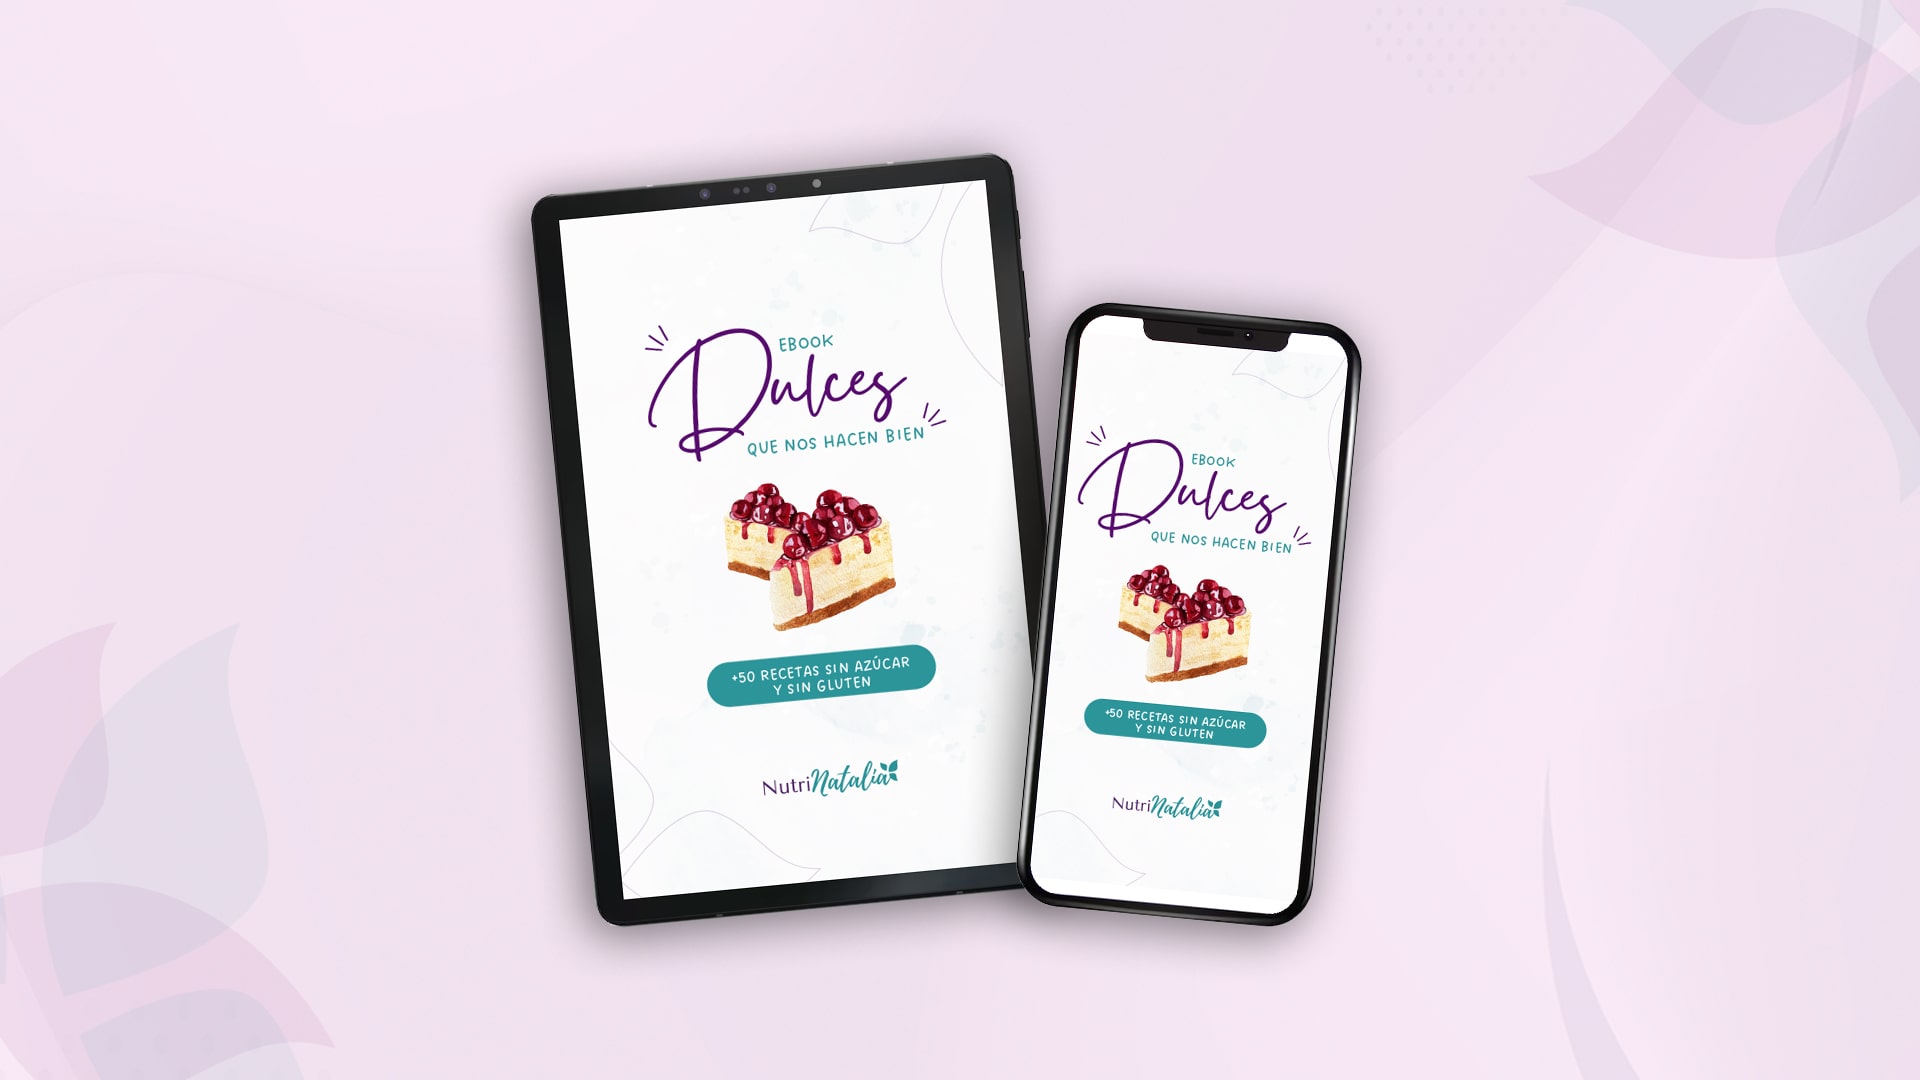 EBOOK
Dulces
QUE NOS HACEN BIEN
+50 RECETAS SIN AZÚCAR
Y SIN GLUTEN
NutriNatalia
EBOOK
Dulces
QUE NOS HACEN BIEN
+50 RECETAS SIN AZÚCAR
Y SIN GLUTEN
NutriNatalia